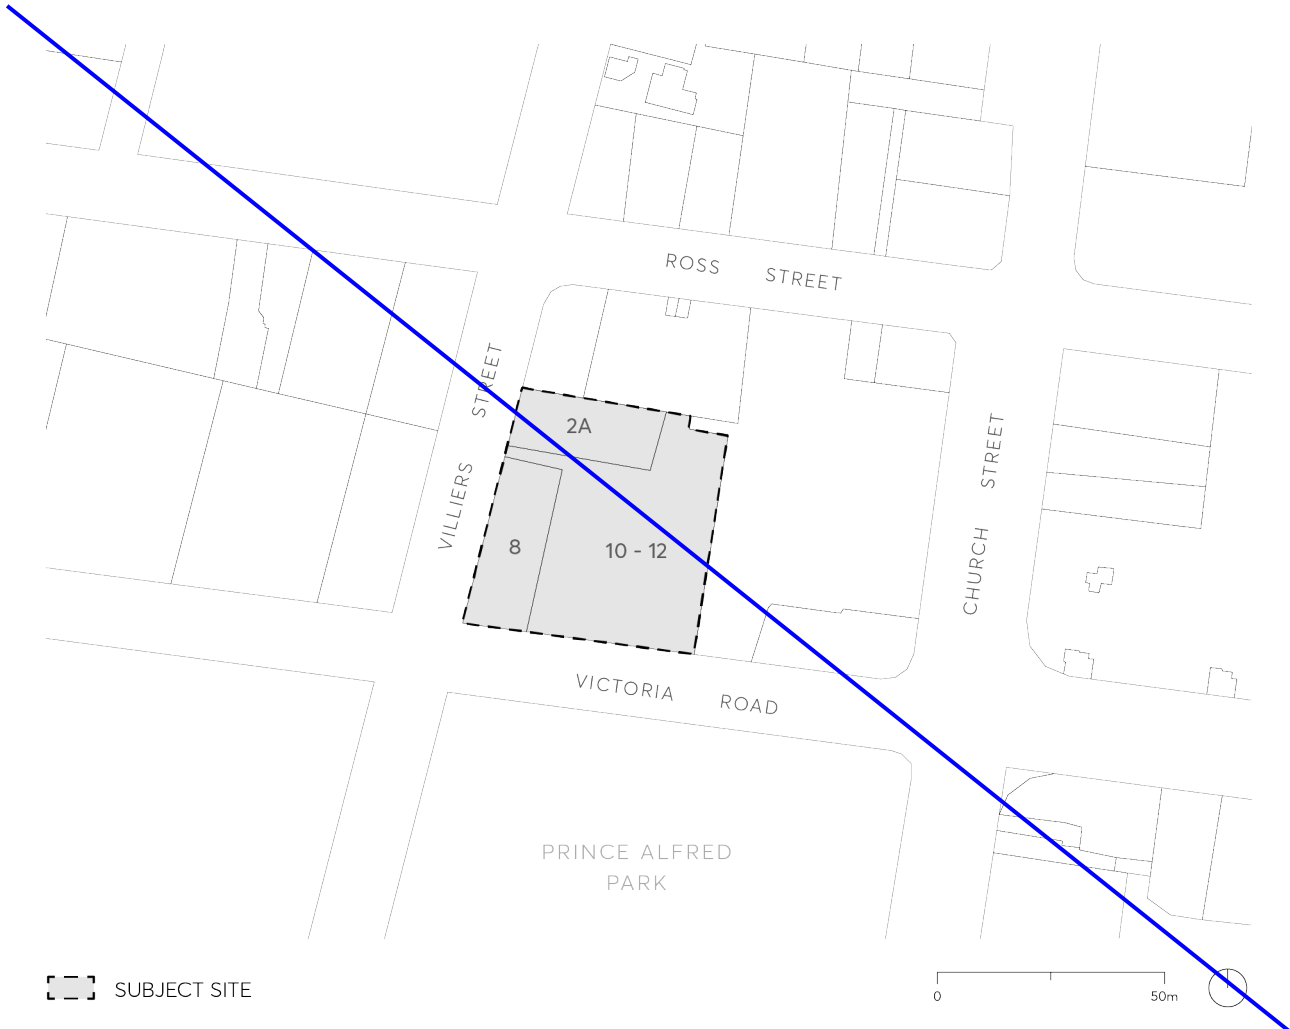 ROSS STREET
VILLIERS STREET
2A
8
10 - 12
CHURCH STREET
VICTORIA ROAD
PRINCE ALFRED
PARK
SUBJECT SITE
0 50m